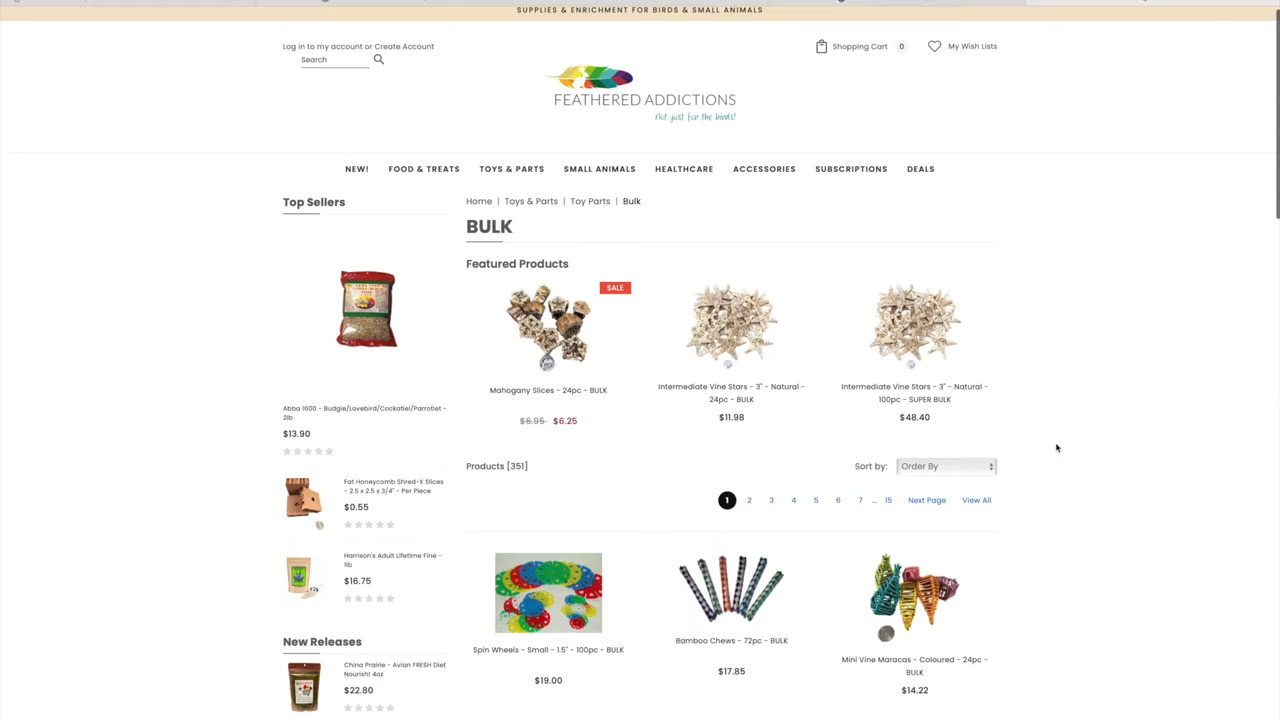 SUPPLIES & ENRICHMENT FOR BIRDS & SMALL ANIMALS
Log in to my account or Create Account
Search
Shopping Cart 0
My Wish Lists
FEATHERED ADDICTIONS
Not just for the birds!
NEW! FOOD & TREATS TOYS & PARTS SMALL ANIMALS HEALTHCARE ACCESSORIES SUBSCRIPTIONS DEALS
Top Sellers
Abba 1600 - Budgie/Lovebird/Cockatiel/Parrotlet -
2lb
$13.90
Fat Honeycomb Shred-X Slices
- 2.5 x 2.5 x 3/4" - Per Piece
$0.55
Harrison's Adult Lifetime Fine -
1lb
$16.75
New Releases
China Prairie - Avian FRESH Diet
Nourish! 4oz
$22.80
Home | Toys & Parts | Toy Parts | Bulk
BULK
Featured Products
SALE
Mahogany Slices - 24pc - BULK
$6.95 $6.25
Intermediate Vine Stars - 3" - Natural -
24pc - BULK
$11.98
Intermediate Vine Stars - 3" - Natural -
100pc - SUPER BULK
$48.40
Products [351]
Sort by: Order By
1 2 3 4 5 6 7 ... 15 Next Page View All
Spin Wheels - Small - 1.5" - 100pc - BULK
$19.00
Bamboo Chews - 72pc - BULK
$17.85
Mini Vine Maracas - Coloured - 24pc -
BULK
$14.22